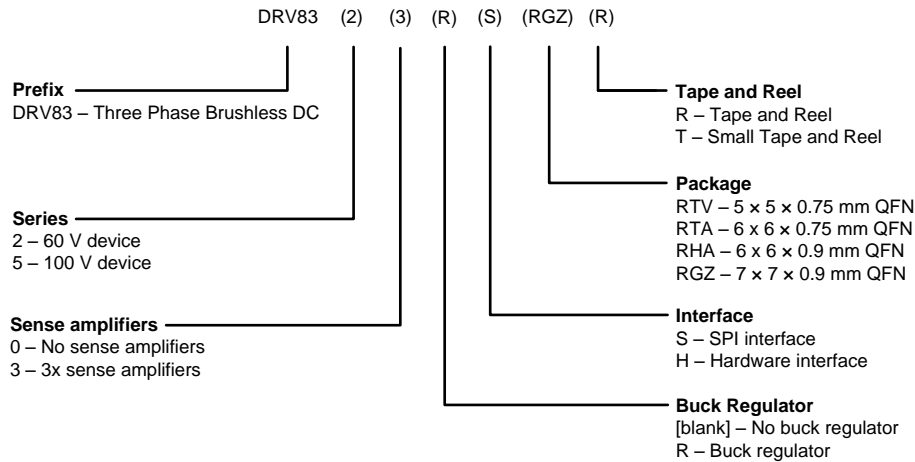 DRV83 (2) (3) (R) (S) (RGZ) (R)
Prefix
DRV83 – Three Phase Brushless DC
Series
2 – 60 V device
5 – 100 V device
Sense amplifiers
0 – No sense amplifiers
3 – 3x sense amplifiers
Tape and Reel
R – Tape and Reel
T – Small Tape and Reel
Package
RTV – 5 × 5 × 0.75 mm QFN
RTA – 6 x 6 × 0.75 mm QFN
RHA – 6 x 6 × 0.9 mm QFN
RGZ – 7 × 7 × 0.9 mm QFN
Interface
S – SPI interface
H – Hardware interface
Buck Regulator
[blank] – No buck regulator
R – Buck regulator